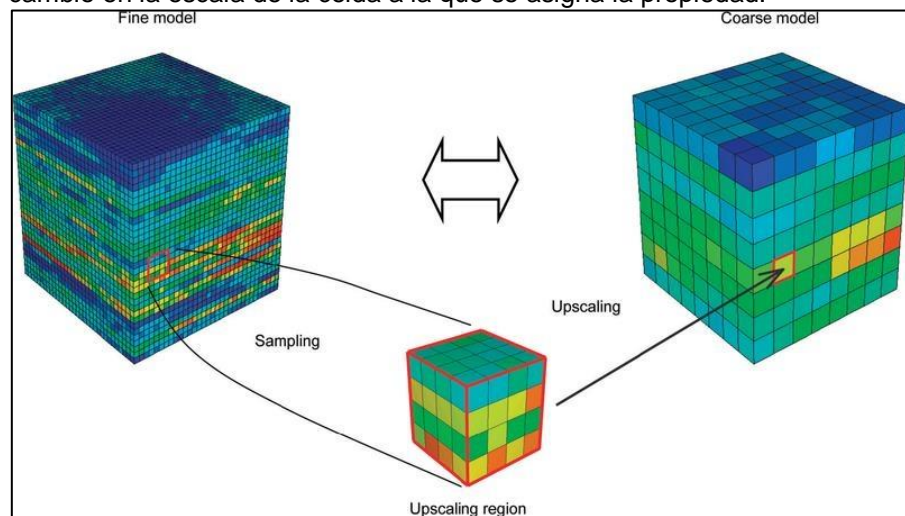 cambio en la escala de la celda a la que se asigna la propiedad.
Fine model
Coarse model
Sampling
Upscaling
Upscaling region